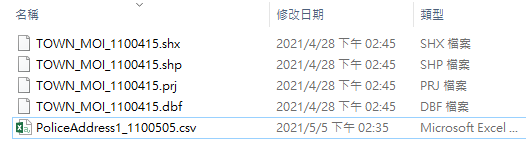 名稱 修改日期 類型
TOWN_MOI_1100415.shx 2021/4/28 下午 02:45 SHX 檔案
TOWN_MOI_1100415.shp 2021/4/28 下午 02:45 SHP 檔案
TOWN_MOI_1100415.prj 2021/4/28 下午 02:45 PRJ 檔案
TOWN_MOI_1100415.dbf 2021/4/28 下午 02:45 DBF 檔案
PoliceAddress1_1100505.csv 2021/5/5 下午 02:35 Microsoft Excel ...